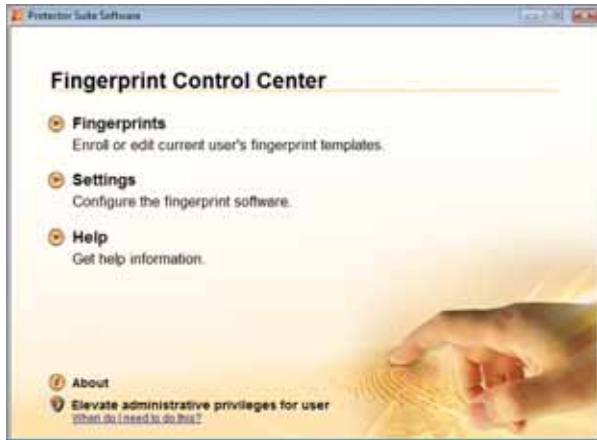 Protector Suite Software
Fingerprint Control Center
Fingerprints
Enroll or edit current user's fingerprint templates.
Settings
Configure the fingerprint software.
Help
Get help information.
About
Elevate administrative privileges for user
When do I need to do this?